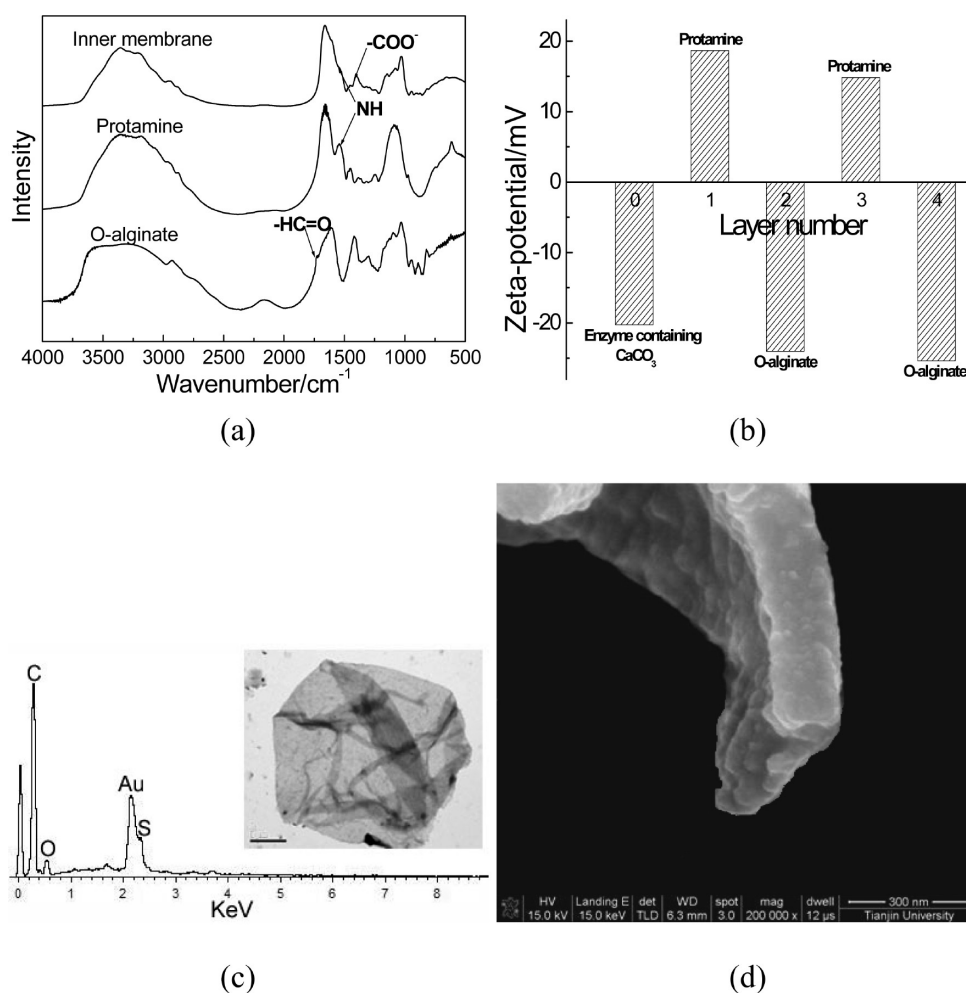 (a)
Inner membrane
-COO⁻
NH
Protamine
-HC=O
O-alginate
Intensity
4000 3500 3000 2500 2000 1500 1000 500
Wavenumber/cm⁻¹
(b)
Zeta-potential/mV
20
10
0
-10
-20
Protamine
Protamine
0 1 2 3 4
Layer number
Enzyme containing
CaCO₃
O-alginate
O-alginate
C
O
Au
S
0 1 2 3 4 5 6 7 8
KeV
(c)
HV Landing E det WD spot mag dwell 300 nm
15.0 kV 15.0 keV TLD 6.3 mm 3.0 200 000 x 12 µs Tianjin University
(d)